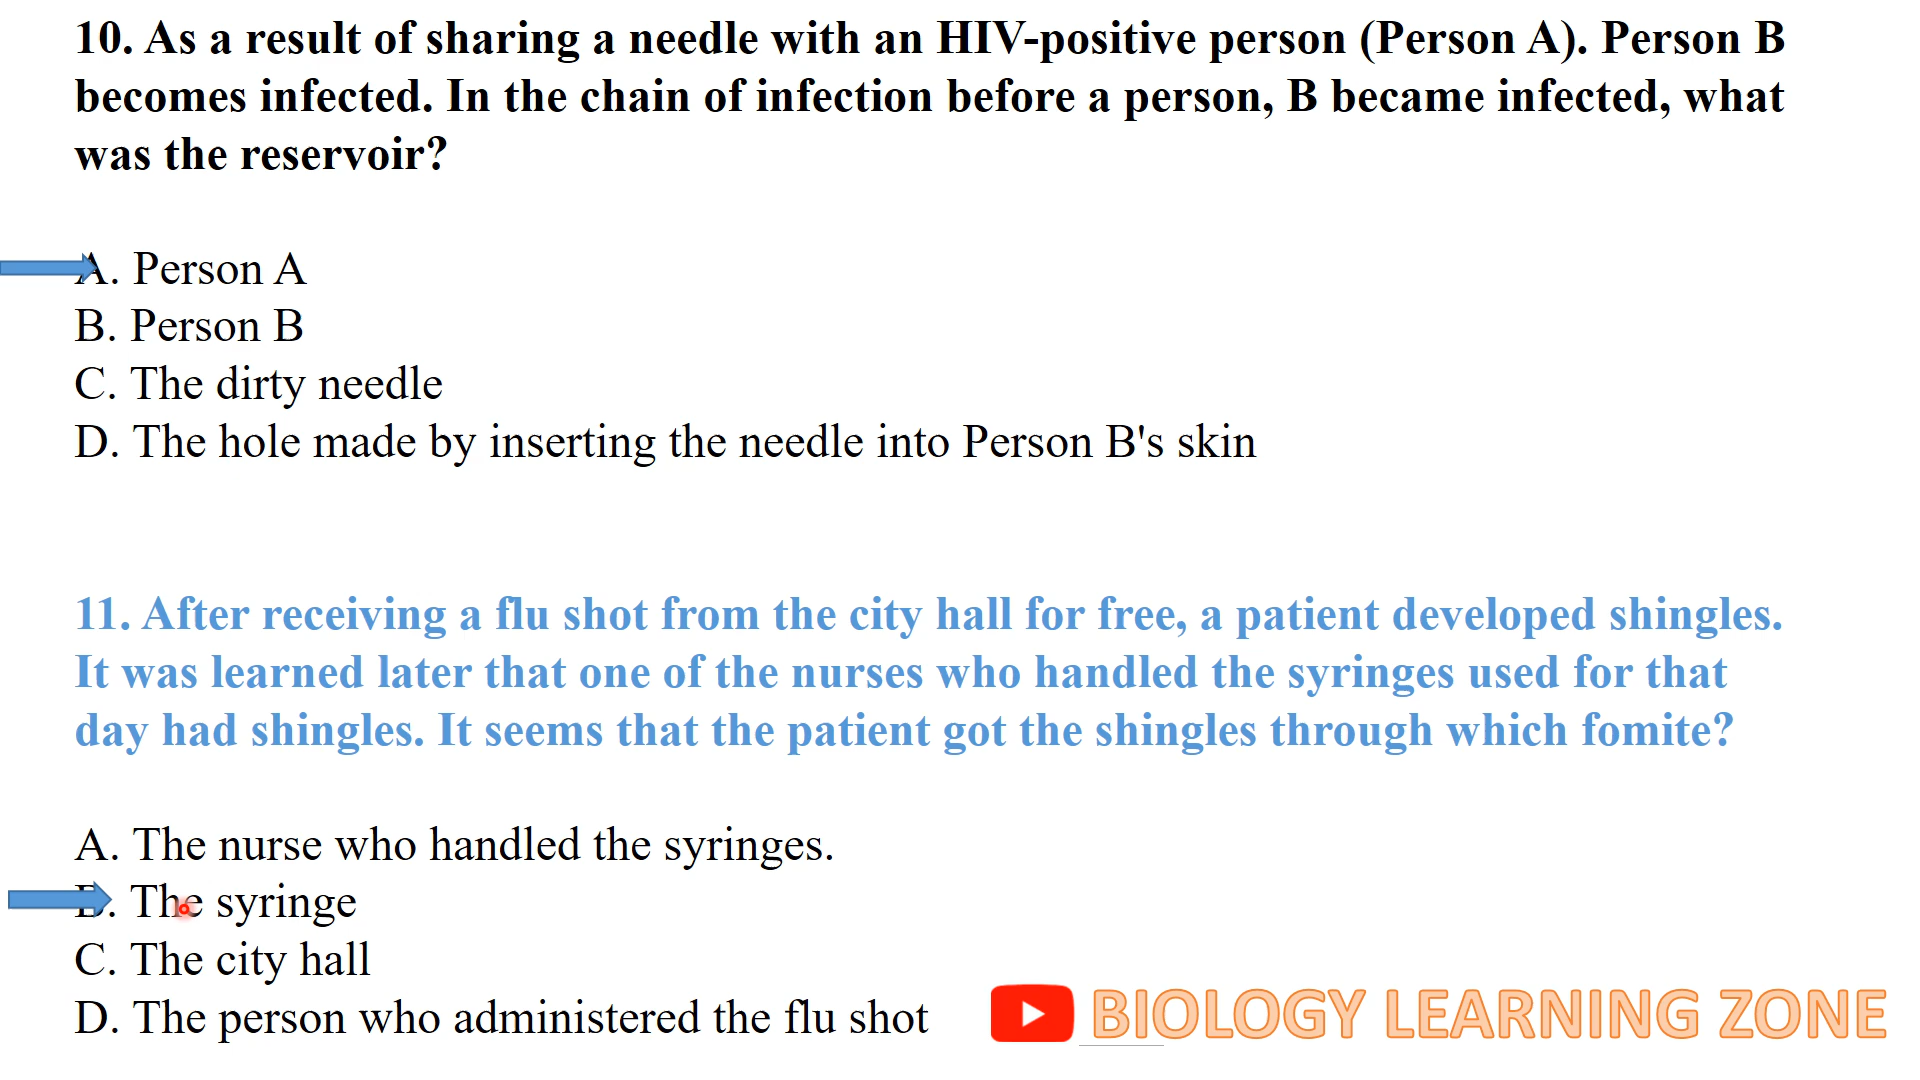 10. As a result of sharing a needle with an HIV-positive person (Person A). Person B
becomes infected. In the chain of infection before a person, B became infected, what
was the reservoir?
A. Person A
B. Person B
C. The dirty needle
D. The hole made by inserting the needle into Person B's skin
11. After receiving a flu shot from the city hall for free, a patient developed shingles.
It was learned later that one of the nurses who handled the syringes used for that
day had shingles. It seems that the patient got the shingles through which fomite?
A. The nurse who handled the syringes.
B. The syringe
C. The city hall
D. The person who administered the flu shot
BIOLOGY LEARNING ZONE